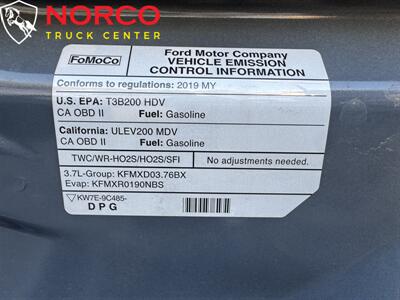 NORCO
TRUCK CENTER
FoMoCo
Ford Motor Company
VEHICLE EMISSION
CONTROL INFORMATION
Conforms to regulations: 2019 MY
U.S. EPA: T3B200 HDV
CA OBD II Fuel: Gasoline
California: ULEV200 MDV
CA OBD II Fuel: Gasoline
TWC/WR-HO2S/HO2S/SFI No adjustments needed.
3.7L-Group: KFMXD03.76BX
Evap: KFMXR0190NBS
KW7E-9C485-
D P G